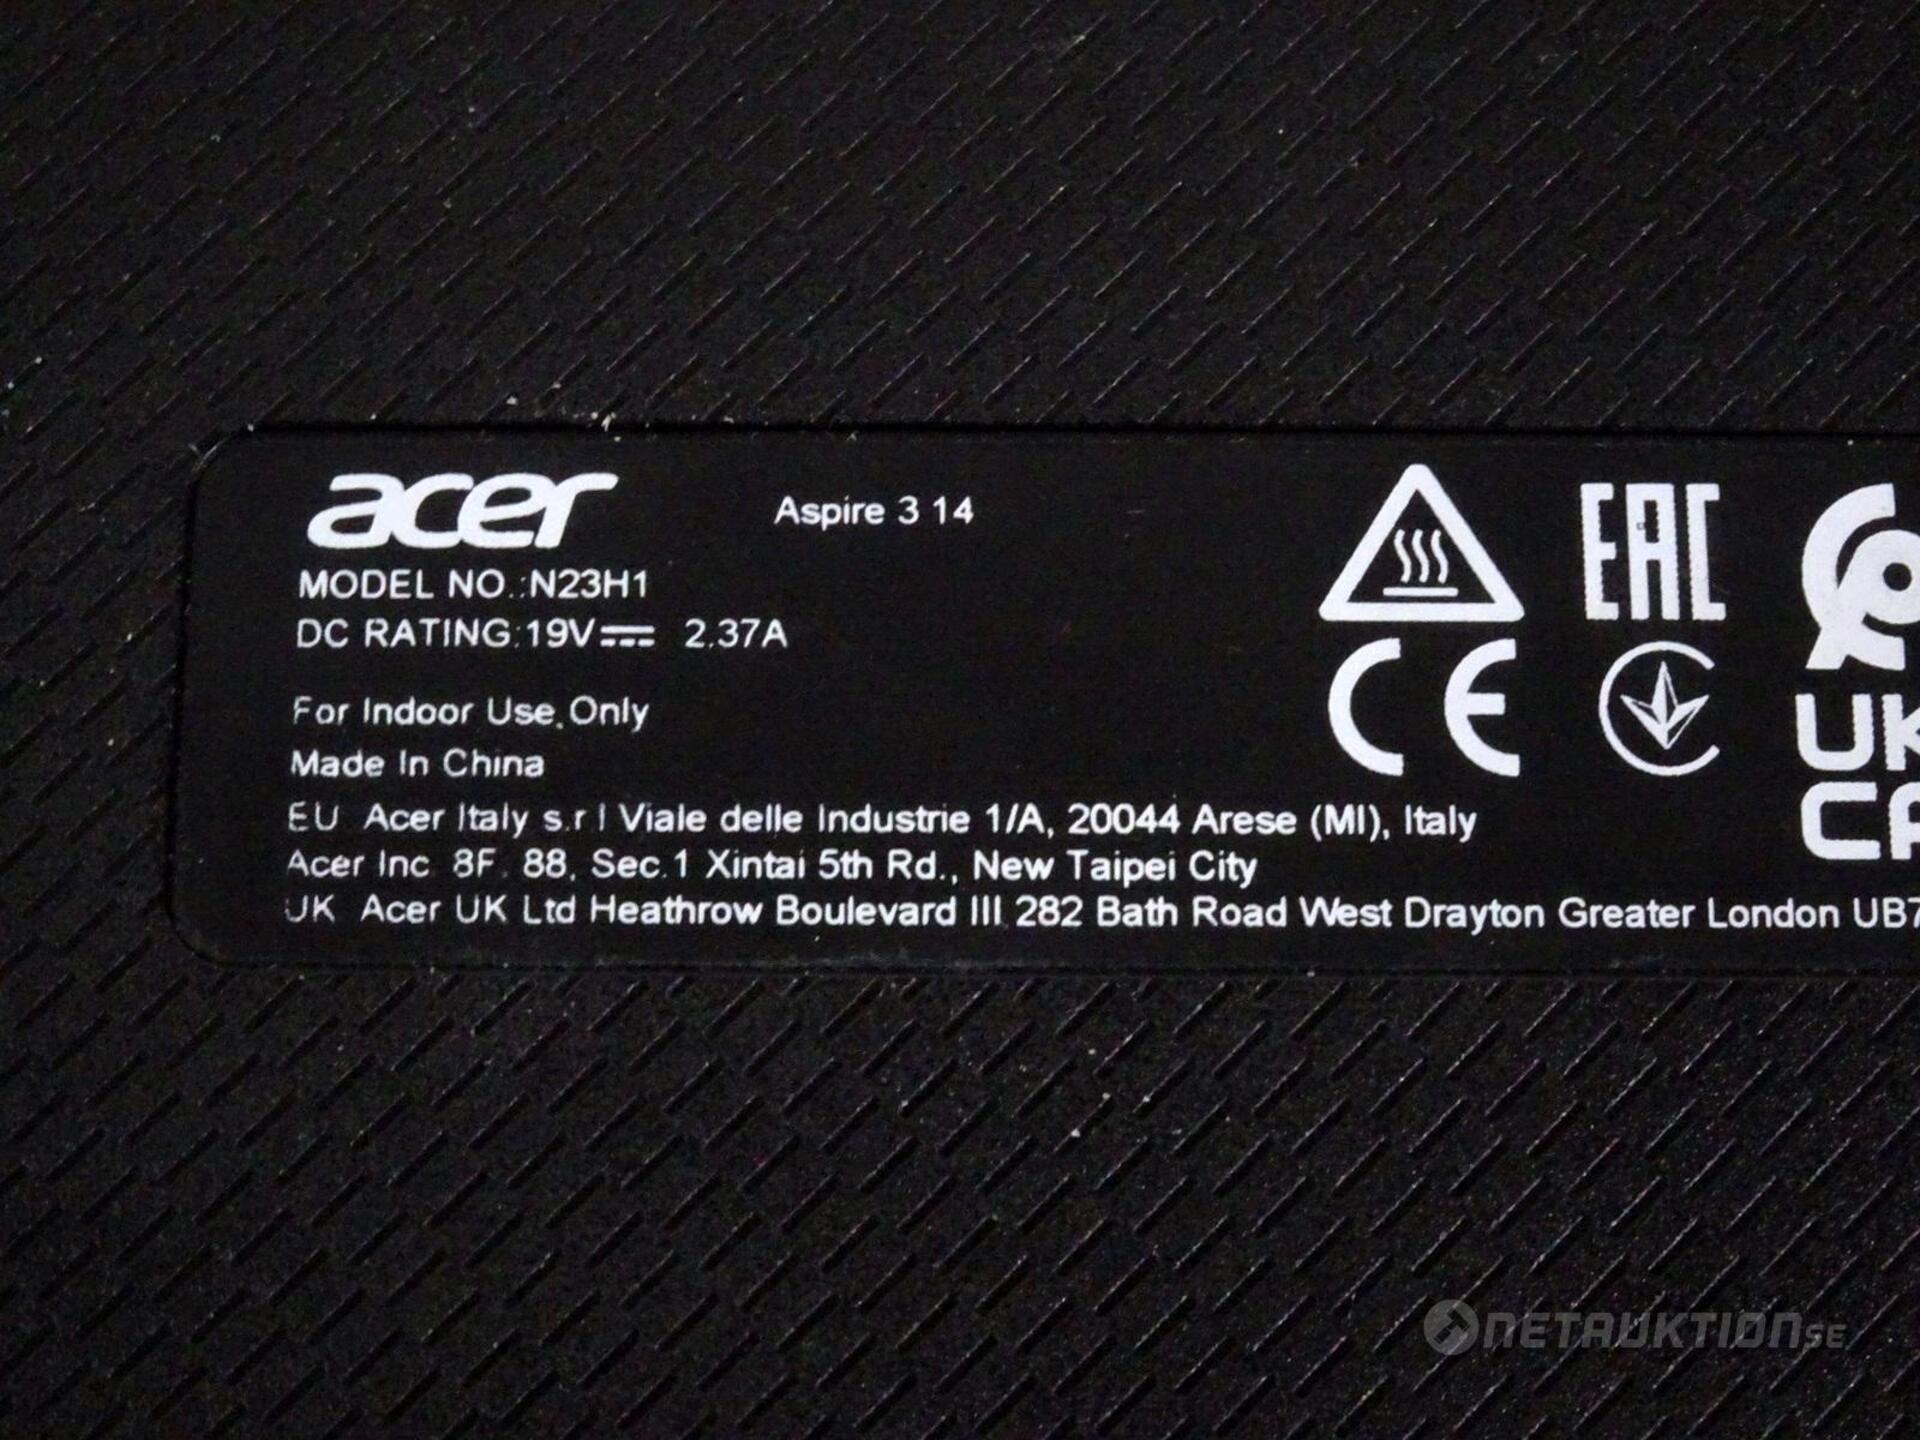 acer Aspire 3 14
MODEL NO.:N23H1
DC RATING:19V⎓ 2.37A
For Indoor Use Only
Made In China
EU Acer Italy s.r.l Viale delle Industrie 1/A, 20044 Arese (MI), Italy
Acer Inc. 8F., 88, Sec.1 Xintai 5th Rd., New Taipei City
UK Acer UK Ltd Heathrow Boulevard III 282 Bath Road West Drayton Greater London UB7
EAC
CE
UK
CA
NETAUKTION.SE